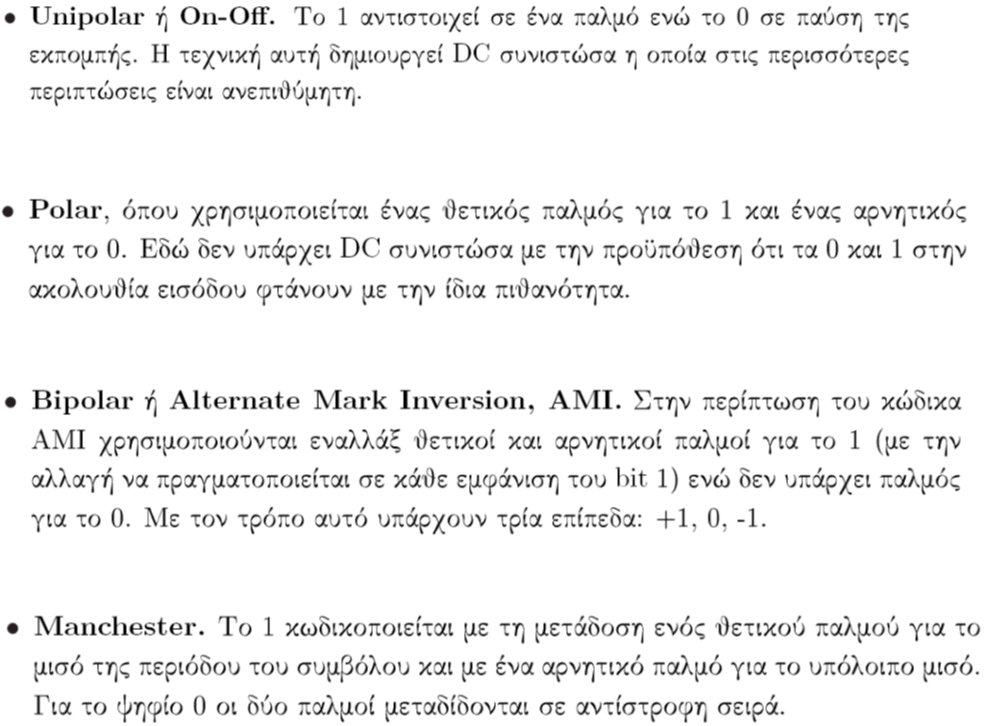 • Unipolar ή On-Off. Το 1 αντιστοιχεί σε ένα παλμό ενώ το 0 σε παύση της
εκπομπής. Η τεχνική αυτή δημιουργεί DC συνιστώσα η οποία στις περισσότερες
περιπτώσεις είναι ανεπιθύμητη.
• Polar, όπου χρησιμοποιείται ένας θετικός παλμός για το 1 και ένας αρνητικός
για το 0. Εδώ δεν υπάρχει DC συνιστώσα με την προϋπόθεση ότι τα 0 και 1 στην
ακολουθία εισόδου φτάνουν με την ίδια πιθανότητα.
• Bipolar ή Alternate Mark Inversion, AMI. Στην περίπτωση του κώδικα
AMI χρησιμοποιούνται εναλλάξ θετικοί και αρνητικοί παλμοί για το 1 (με την
αλλαγή να πραγματοποιείται σε κάθε εμφάνιση του bit 1) ενώ δεν υπάρχει παλμός
για το 0. Με τον τρόπο αυτό υπάρχουν τρία επίπεδα: +1, 0, -1.
• Manchester. Το 1 κωδικοποιείται με τη μετάδοση ενός θετικού παλμού για το
μισό της περιόδου του συμβόλου και με ένα αρνητικό παλμό για το υπόλοιπο μισό.
Για το ψηφίο 0 οι δύο παλμοί μεταδίδονται σε αντίστροφη σειρά.